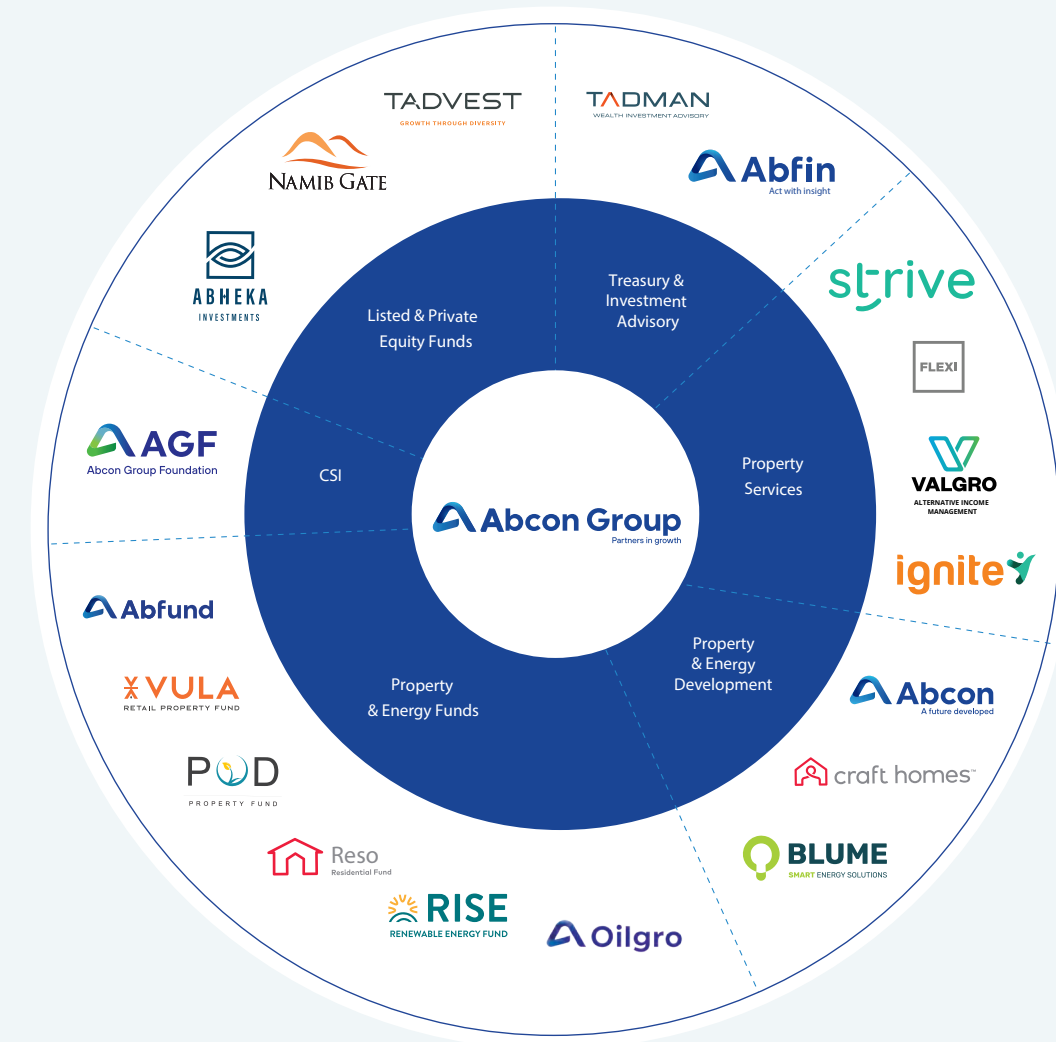 TADVEST
GROWTH THROUGH DIVERSITY
TADMAN
WEALTH INVESTMENT ADVISORY
NAMIB GATE
Abfin
Act with insight
ABHEKA
INVESTMENTS
strive
FLEXI
VALGRO
ALTERNATIVE INCOME
MANAGEMENT
ignite
AGF
Abcon Group Foundation
Listed & Private
Equity Funds
Treasury &
Investment
Advisory
CSI
Property
Services
Abcon Group
Partners in growth
Property
& Energy
Development
Property
& Energy Funds
Abfund
VULA
RETAIL PROPERTY FUND
POD
PROPERTY FUND
Reso
Residential Fund
RISE
RENEWABLE ENERGY FUND
Oilgro
Abcon
A future developed
craft homes™
BLUME
SMART ENERGY SOLUTIONS